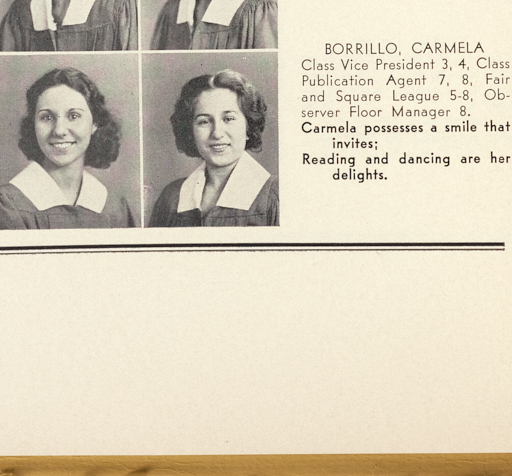 BORRILLO, CARMELA
Class Vice President 3, 4, Class
Publication Agent 7, 8, Fair
and Square League 5-8, Ob-
server Floor Manager 8.
Carmela possesses a smile that
invites;
Reading and dancing are her
delights.